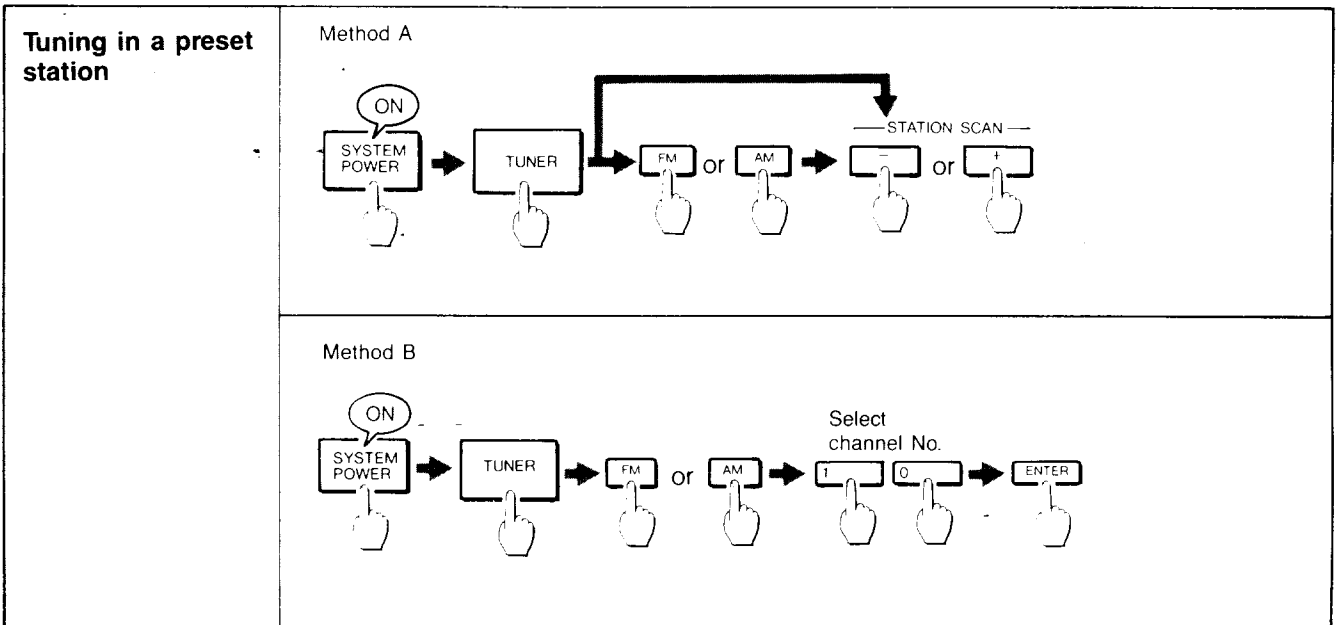 Tuning in a preset
station
Method A
ON
SYSTEM
POWER
TUNER
FM or AM
STATION SCAN
− or +
Method B
ON
SYSTEM
POWER
TUNER
FM or AM
Select
channel No.
1 0
ENTER